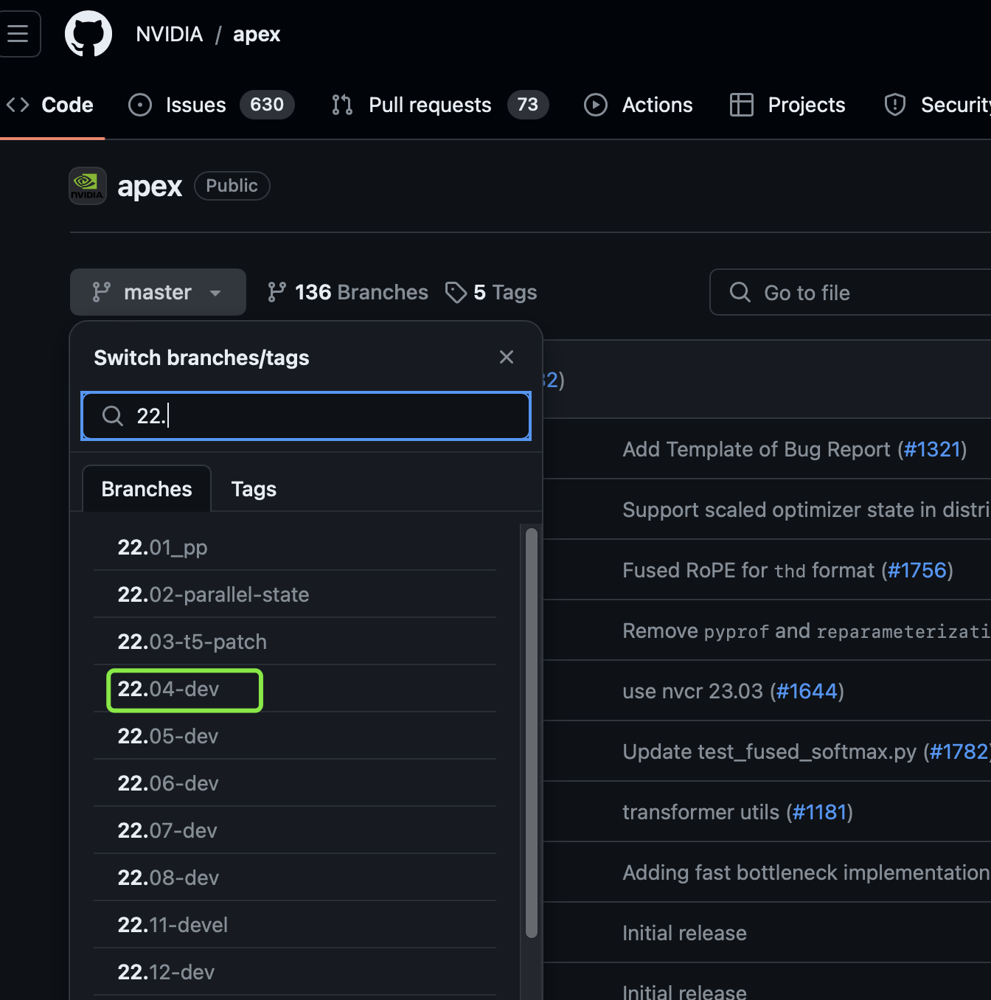 NVIDIA / apex
Code Issues 630 Pull requests 73 Actions Projects Security
NVIDIA apex Public
master 136 Branches 5 Tags Go to file
Switch branches/tags
22.
Branches Tags
22.01_pp
22.02-parallel-state
22.03-t5-patch
22.04-dev
22.05-dev
22.06-dev
22.07-dev
22.08-dev
22.11-devel
22.12-dev
32)
Add Template of Bug Report (#1321)
Support scaled optimizer state in distri
Fused RoPE for thd format (#1756)
Remove pyprof and reparameterizati
use nvcr 23.03 (#1644)
Update test_fused_softmax.py (#1782)
transformer utils (#1181)
Adding fast bottleneck implementation
Initial release
Initial release